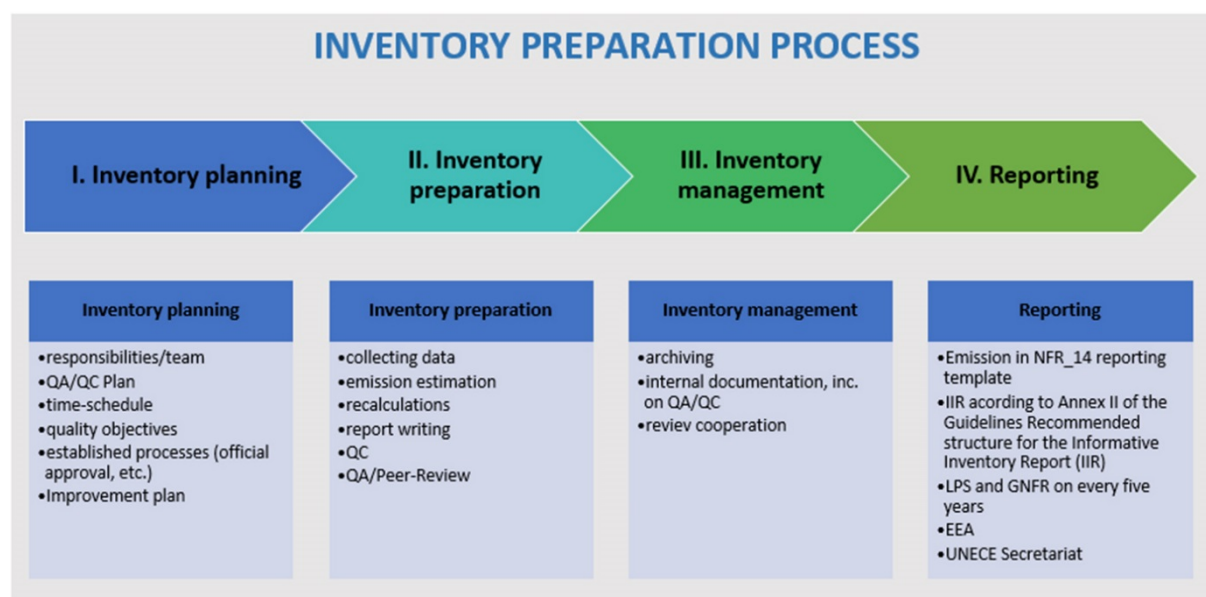 INVENTORY PREPARATION PROCESS
I. Inventory planning
II. Inventory
preparation
III. Inventory
management
IV. Reporting
Inventory planning
•responsibilities/team
•QA/QC Plan
•time-schedule
•quality objectives
•established processes (official
approval, etc.)
•Improvement plan
Inventory preparation
•collecting data
•emission estimation
•recalculations
•report writing
•QC
•QA/Peer-Review
Inventory management
•archiving
•internal documentation, inc.
on QA/QC
•reviev cooperation
Reporting
•Emission in NFR_14 reporting
template
•IIR acording to Annex II of the
Guidelines Recommended
structure for the Informative
Inventory Report (IIR)
•LPS and GNFR on every five
years
•EEA
•UNECE Secretariat